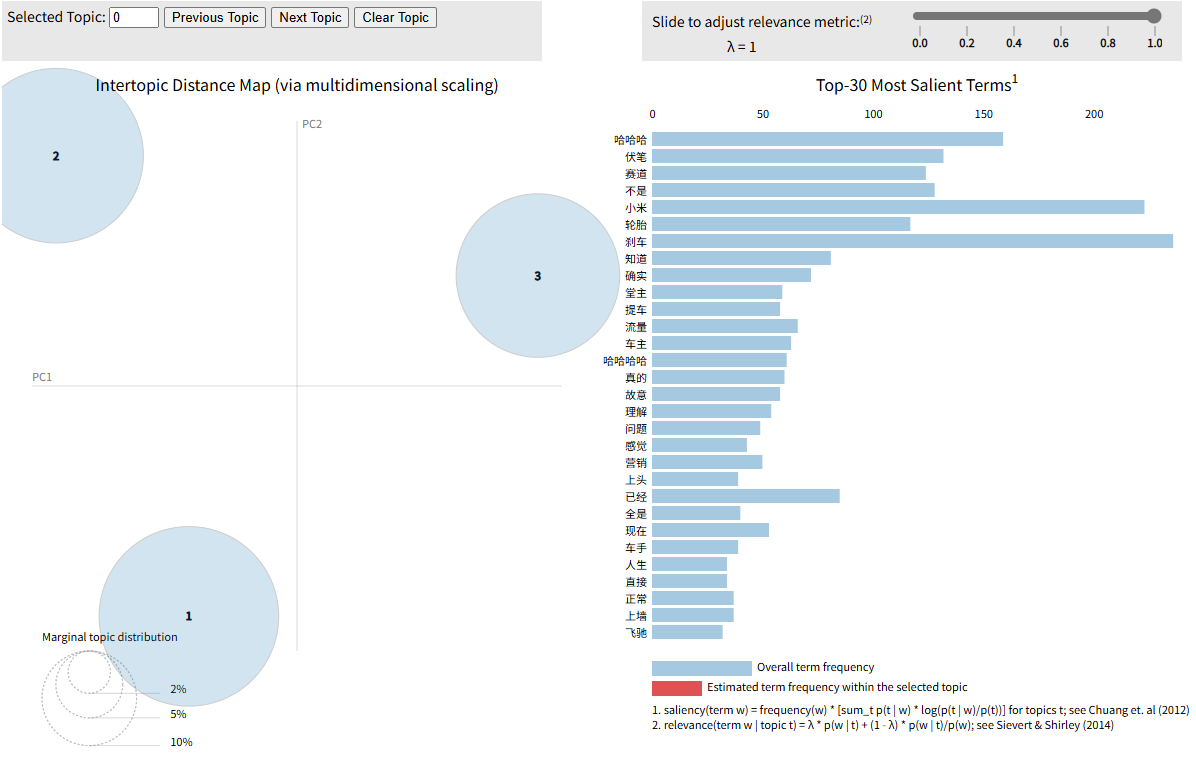 Selected Topic: 0 Previous Topic Next Topic Clear Topic
Slide to adjust relevance metric:(2)
λ = 1
0.0 0.2 0.4 0.6 0.8 1.0
Intertopic Distance Map (via multidimensional scaling)
PC2
PC1
2
3
1
Marginal topic distribution
2%
5%
10%
Top-30 Most Salient Terms1
0 50 100 150 200
哈哈哈
伏笔
赛道
不是
小米
轮胎
刹车
知道
确实
堂主
提车
流量
车主
哈哈哈哈
真的
故意
理解
问题
感觉
营销
上头
已经
全是
现在
车手
人生
直接
正常
上墙
飞驰
Overall term frequency
Estimated term frequency within the selected topic
1. saliency(term w) = frequency(w) * [sum_t p(t | w) * log(p(t | w)/p(t))] for topics t; see Chuang et. al (2012)
2. relevance(term w | topic t) = λ * p(w | t) + (1 - λ) * p(w | t)/p(w); see Sievert & Shirley (2014)